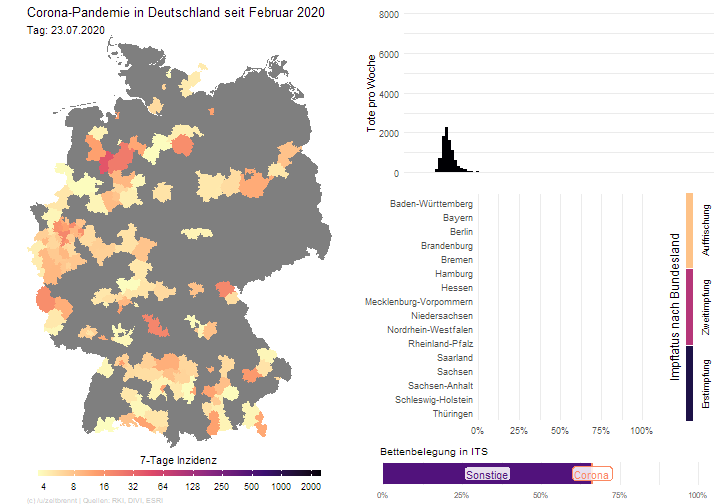 Corona-Pandemie in Deutschland seit Februar 2020
Tag: 23.07.2020
8000
6000
4000
2000
0
Tote pro Woche
Baden-Württemberg
Bayern
Berlin
Brandenburg
Bremen
Hamburg
Hessen
Mecklenburg-Vorpommern
Niedersachsen
Nordrhein-Westfalen
Rheinland-Pfalz
Saarland
Sachsen
Sachsen-Anhalt
Schleswig-Holstein
Thüringen
0% 25% 50% 75% 100%
Impfstatus nach Bundesland
Auffrischung
Zweitimpfung
Erstimpfung
7-Tage Inzidenz
4 8 16 32 64 128 250 500 1000 2000
Bettenbelegung in ITS
Sonstige Corona
0% 25% 50% 75% 100%
| Quellen: RKI, DIVI, ESRI